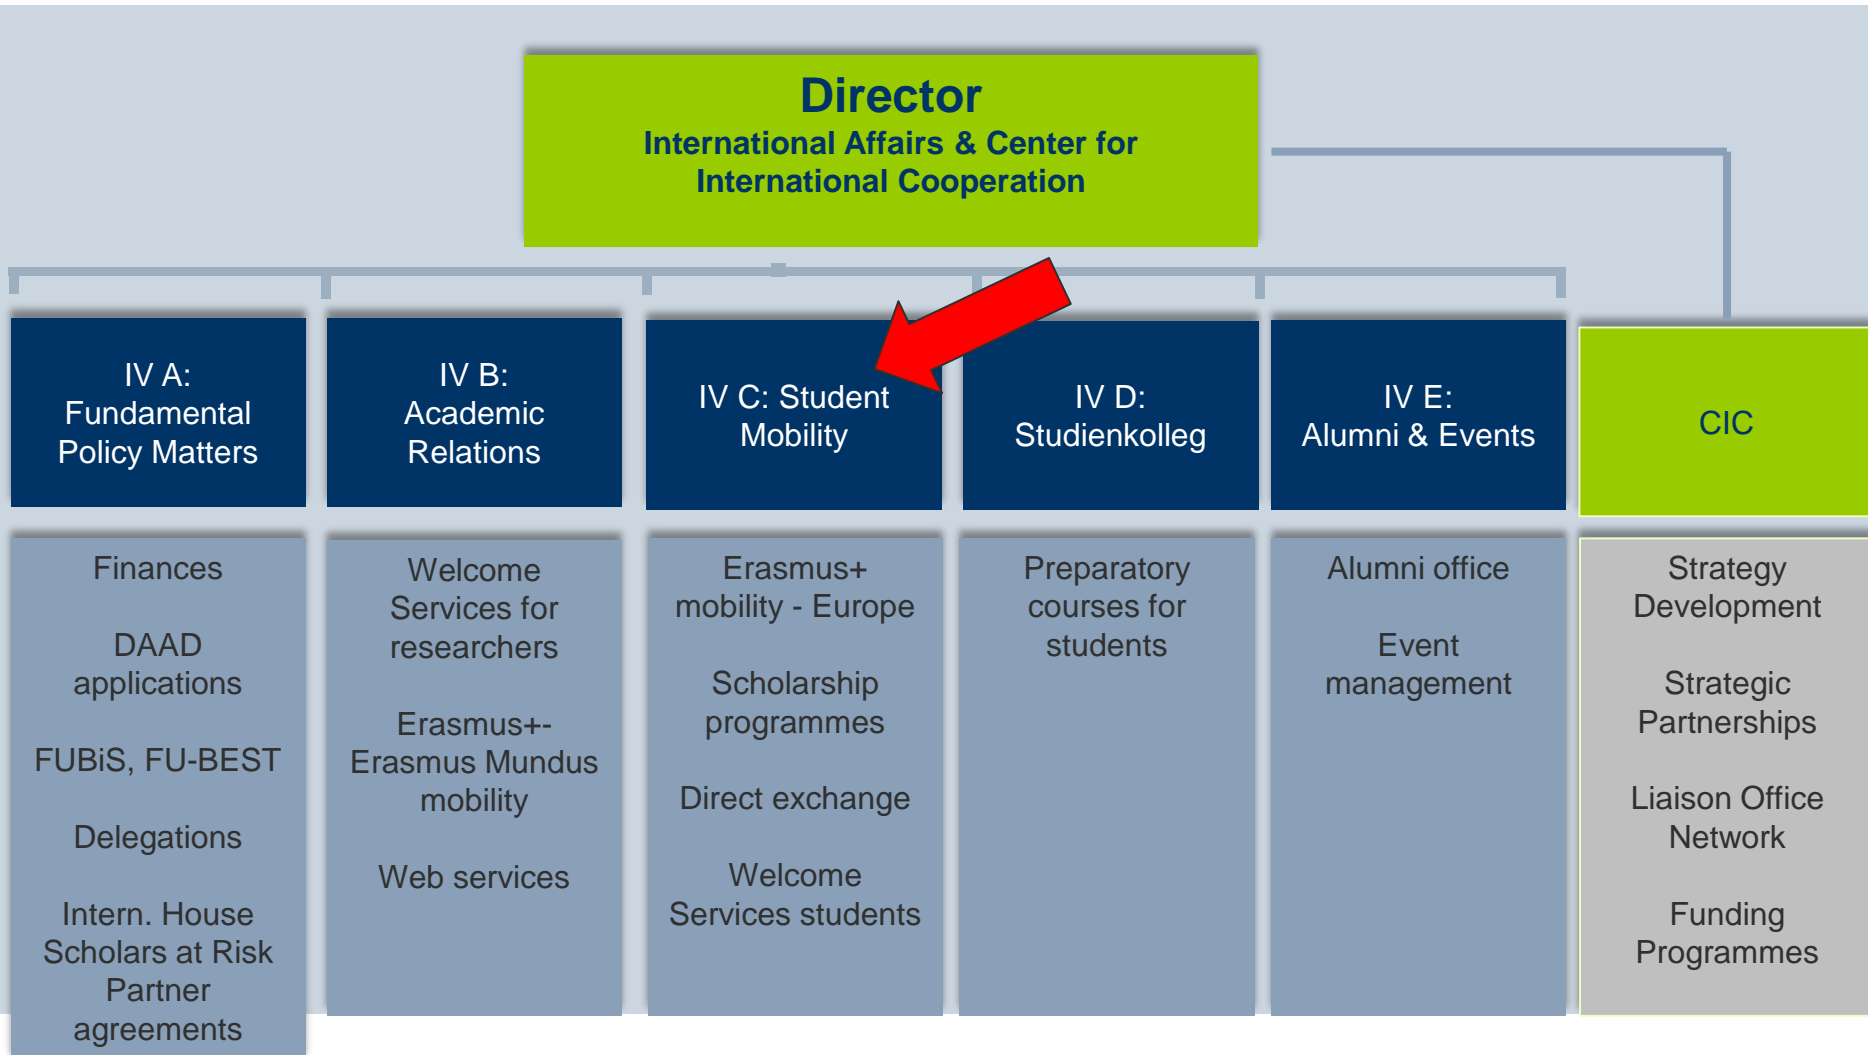 Director
International Affairs & Center for
International Cooperation
IV A:
Fundamental
Policy Matters
IV B:
Academic
Relations
IV C: Student
Mobility
IV D:
Studienkolleg
IV E:
Alumni & Events
CIC
Finances
DAAD
applications
FUBiS, FU-BEST
Delegations
Intern. House
Scholars at Risk
Partner
agreements
Welcome
Services for
researchers
Erasmus+-
Erasmus Mundus
mobility
Web services
Erasmus+
mobility - Europe
Scholarship
programmes
Direct exchange
Welcome
Services students
Preparatory
courses for
students
Alumni office
Event
management
Strategy
Development
Strategic
Partnerships
Liaison Office
Network
Funding
Programmes